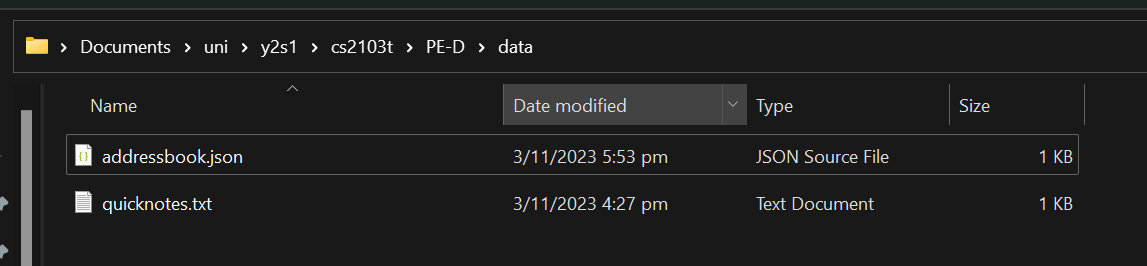 Documents > uni > y2s1 > cs2103t > PE-D > data
Name Date modified Type Size
addressbook.json 3/11/2023 5:53 pm JSON Source File 1 KB
quicknotes.txt 3/11/2023 4:27 pm Text Document 1 KB